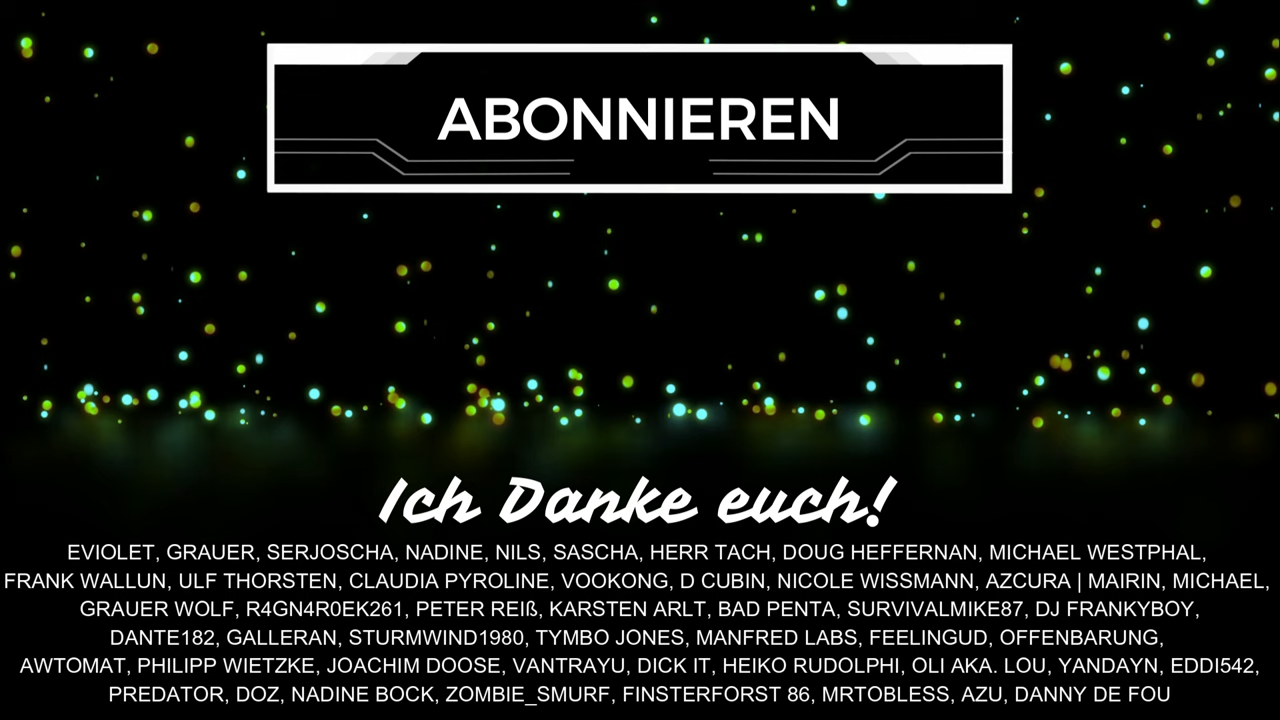 ABONNIEREN
Ich Danke euch!
EVIOLET, GRAUER, SERJOSCHA, NADINE, NILS, SASCHA, HERR TACH, DOUG HEFFERNAN, MICHAEL WESTPHAL,
FRANK WALLUN, ULF THORSTEN, CLAUDIA PYROLINE, VOOKONG, D CUBIN, NICOLE WISSMANN, AZCURA | MAIRIN, MICHAEL,
GRAUER WOLF, R4GN4R0EK261, PETER REIß, KARSTEN ARLT, BAD PENTA, SURVIVALMIKE87, DJ FRANKYBOY,
DANTE182, GALLERAN, STURMWIND1980, TYMBO JONES, MANFRED LABS, FEELINGUD, OFFENBARUNG,
AWTOMAT, PHILIPP WIETZKE, JOACHIM DOOSE, VANTRAYU, DICK IT, HEIKO RUDOLPHI, OLI AKA. LOU, YANDAYN, EDDI542,
PREDATOR, DOZ, NADINE BOCK, ZOMBIE_SMURF, FINSTERFORST 86, MRTOBLESS, AZU, DANNY DE FOU